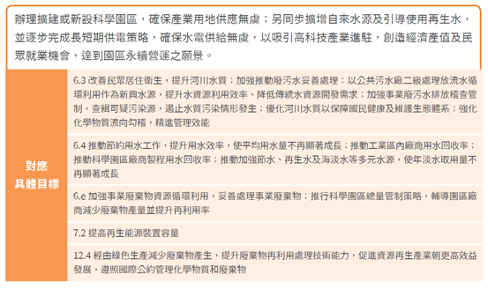 辦理擴建或新設科學園區，確保產業用地供應無虞；另同步擴增自來水源及引導使用再生水，
並逐步完成長短期供電策略，確保水電供給無虞，以吸引高科技產業進駐，創造經濟產值及民
眾就業機會，達到園區永續營運之願景。
對應
具體目標
6.3 改善民眾居住衛生，提升河川水質；加強推動廢污水妥善處理；以公共污水廠二級處理放流水循
環利用作為新興水源，提升水資源利用效率、降低傳統水資源開發需求；加強事業廢污水排放稽查管
制，查緝可疑污染源，遏止水質污染情形發生；優化河川水質以保障國民健康及維護生態體系；強化
化學物質流向勾稽，精進管理效能
6.4 推動節約用水工作，提升用水效率，使平均用水量不再顯著成長；推動工業區內廠商用水回收率；
推動科學園區廠商製程用水回收率；推動加強節水、再生水及海淡水等多元水源，使年淡水取用量不
再顯著成長
6.e 加強事業廢棄物資源循環利用，妥善處理事業廢棄物；推行科學園區總量管制策略，輔導園區廠
商減少廢棄物產量並提升再利用率
7.2 提高再生能源裝置容量
12.4 經由綠色生產減少廢棄物產生，提升廢棄物再利用處理技術能力，促進資源再生產業朝更高效益
發展，遵照國際公約管理化學物質和廢棄物